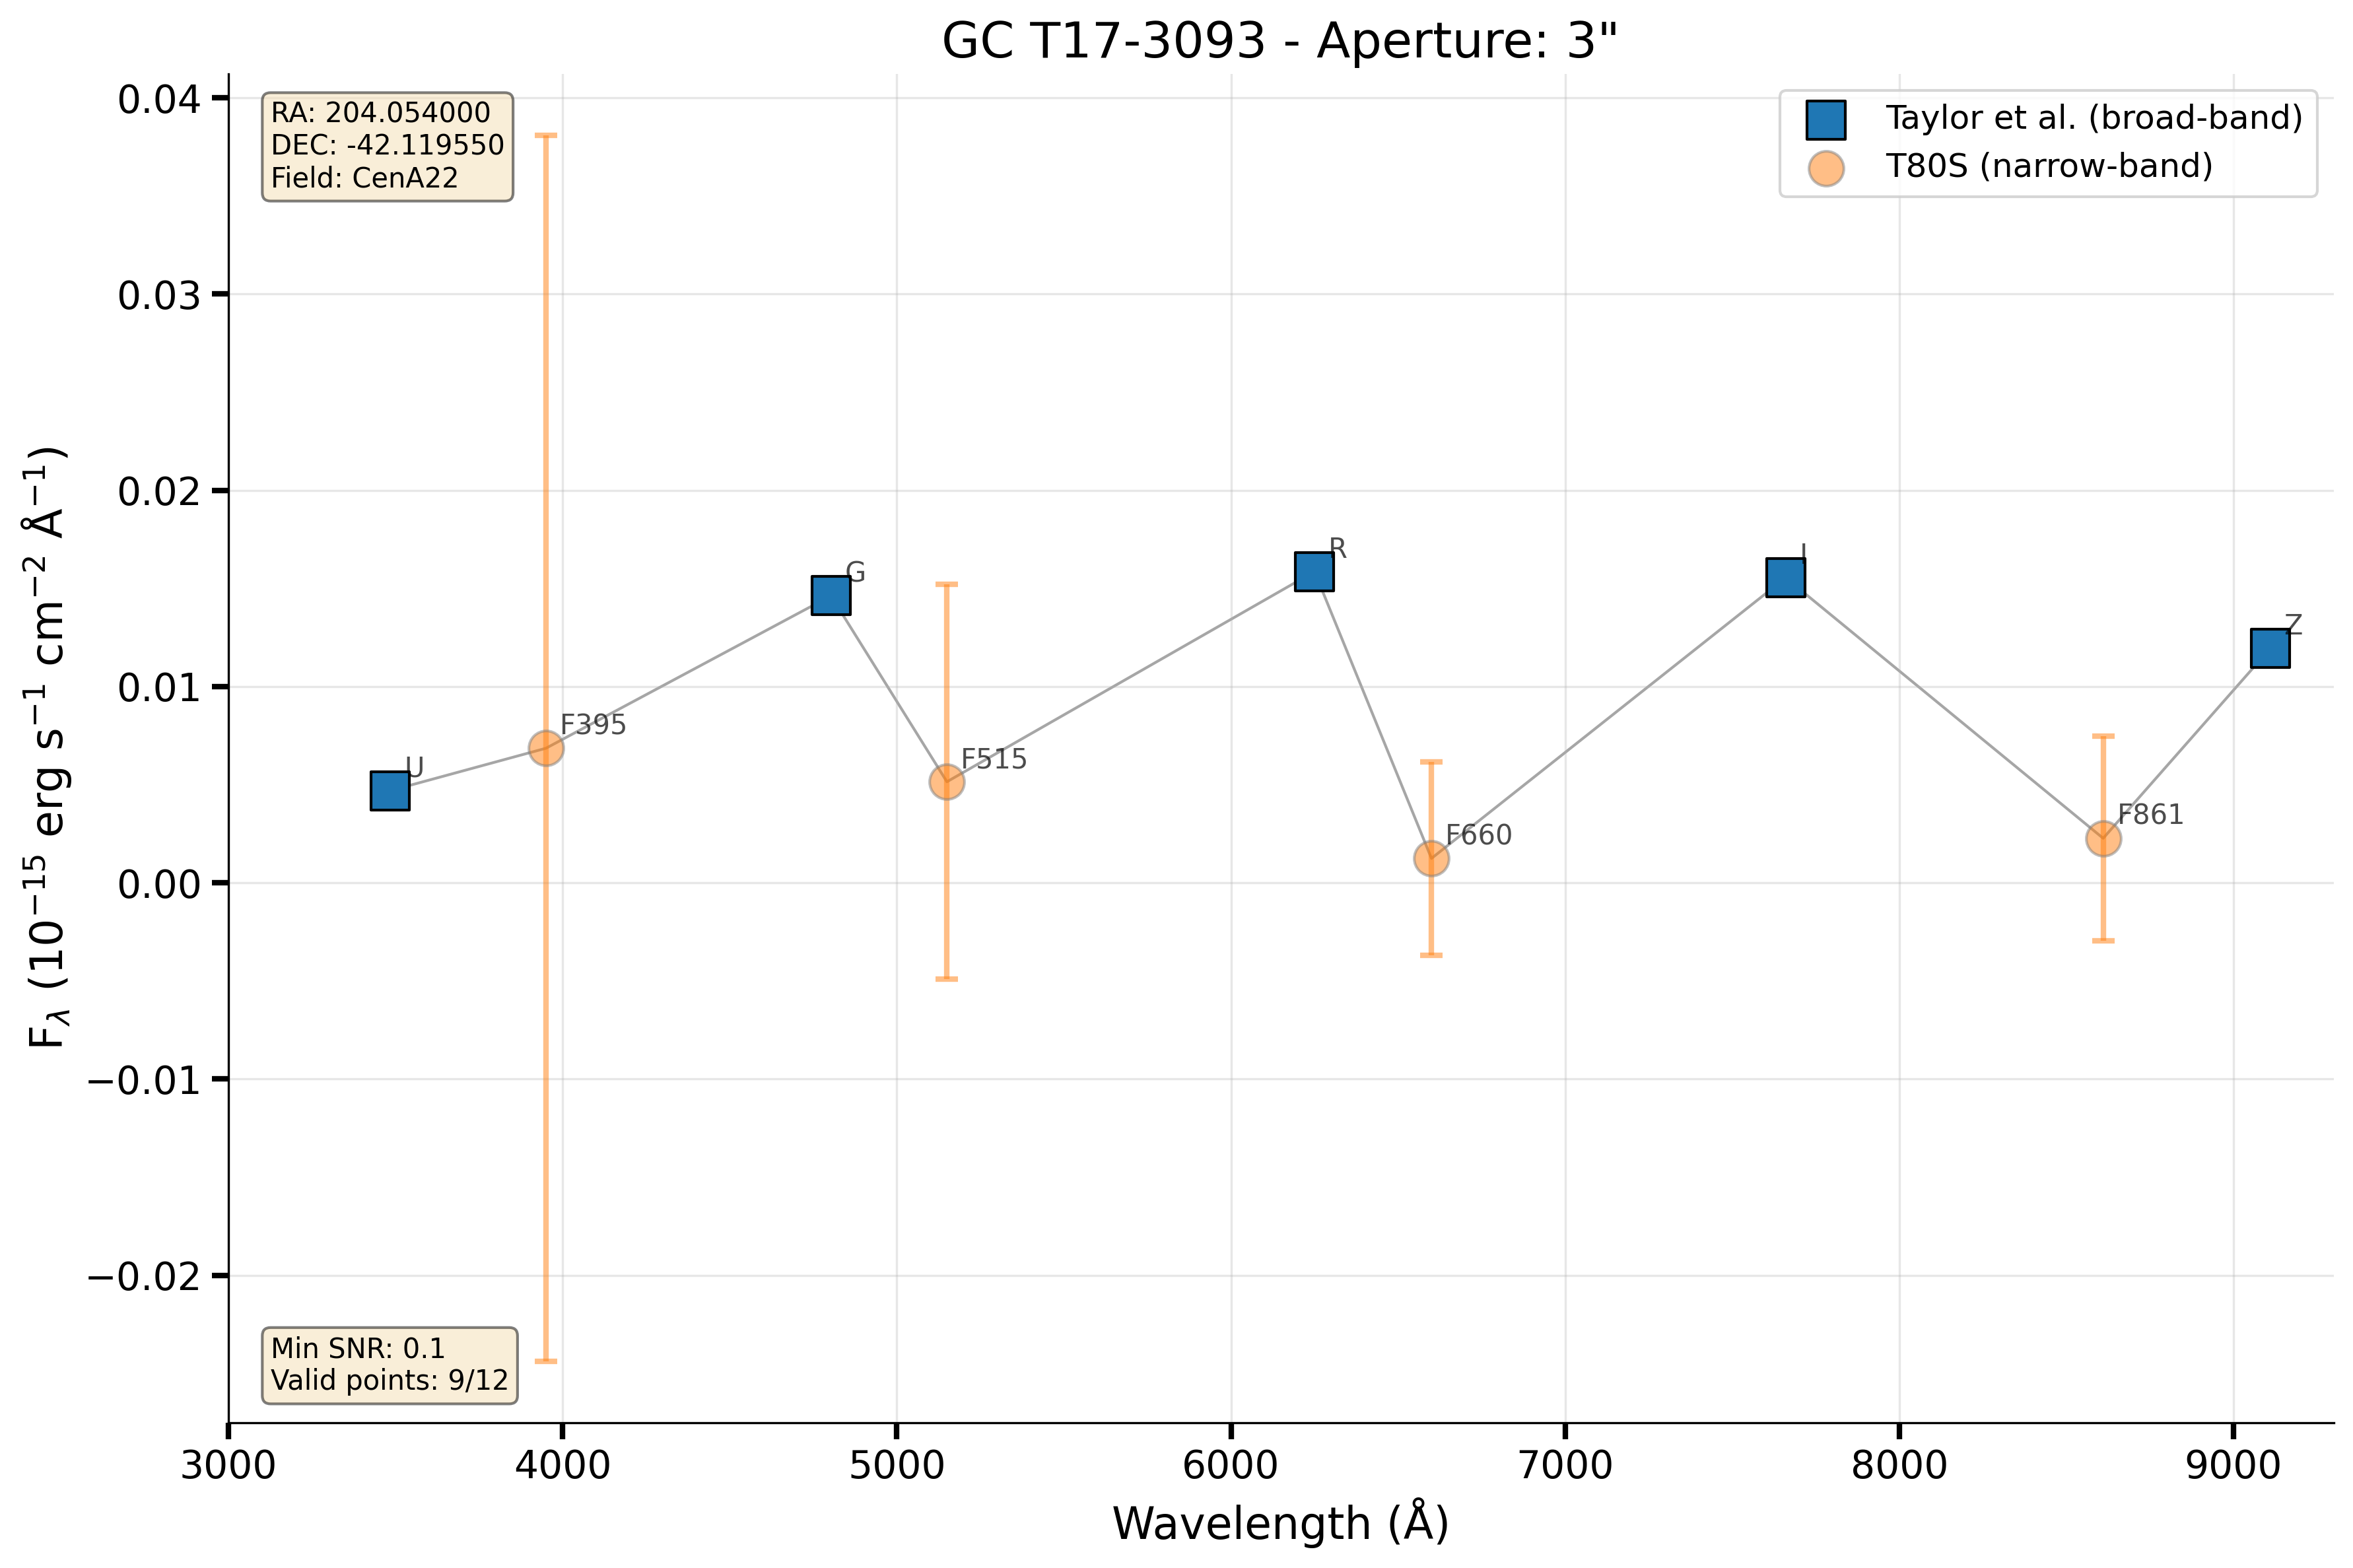 GC T17-3093 - Aperture: 3"
RA: 204.054000
DEC: -42.119550
Field: CenA22
Taylor et al. (broad-band)
T80S (narrow-band)
0.04
0.03
0.02
0.01
0.00
−0.01
−0.02
F_λ (10⁻¹⁵ erg s⁻¹ cm⁻² Å⁻¹)
U
F395
G
F515
R
F660
I
F861
Z
Min SNR: 0.1
Valid points: 9/12
3000 4000 5000 6000 7000 8000 9000
Wavelength (Å)